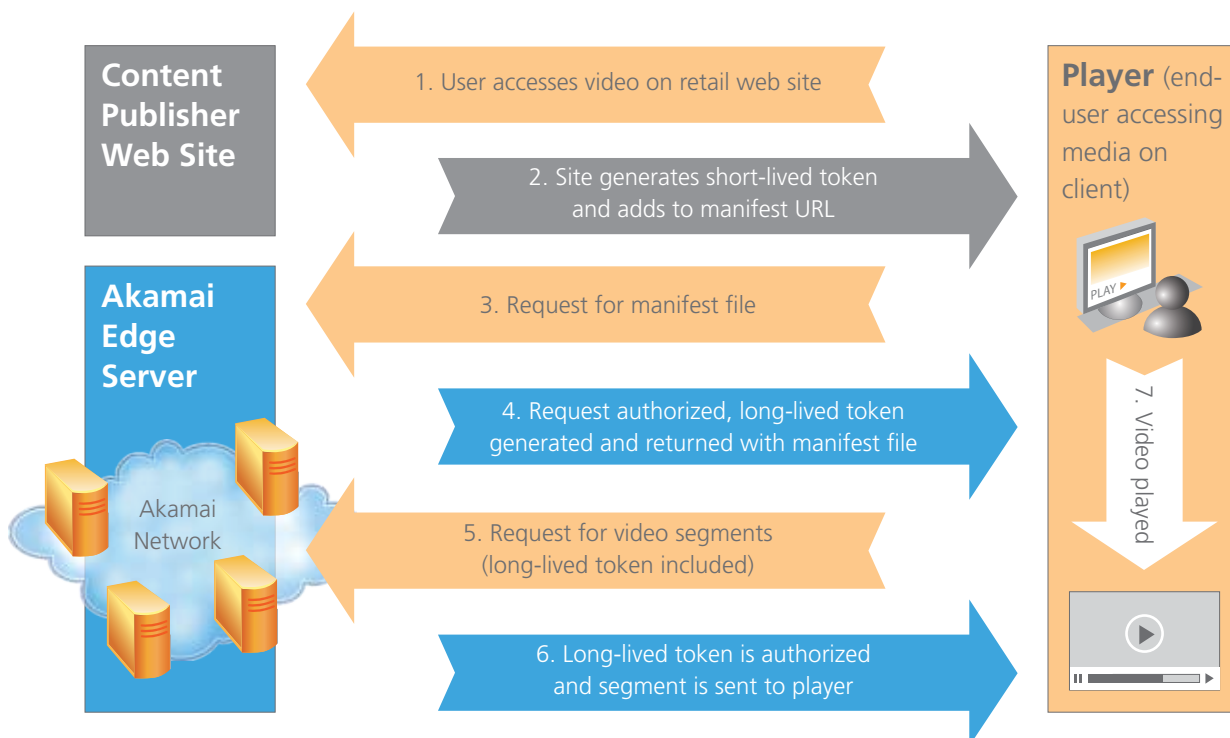 Content
Publisher
Web Site
1. User accesses video on retail web site
2. Site generates short-lived token
and adds to manifest URL
Player (end-
user accessing
media on
client)
PLAY
Akamai
Edge
Server
3. Request for manifest file
4. Request authorized, long-lived token
generated and returned with manifest file
Akamai
Network
5. Request for video segments
(long-lived token included)
6. Long-lived token is authorized
and segment is sent to player
7. Video played